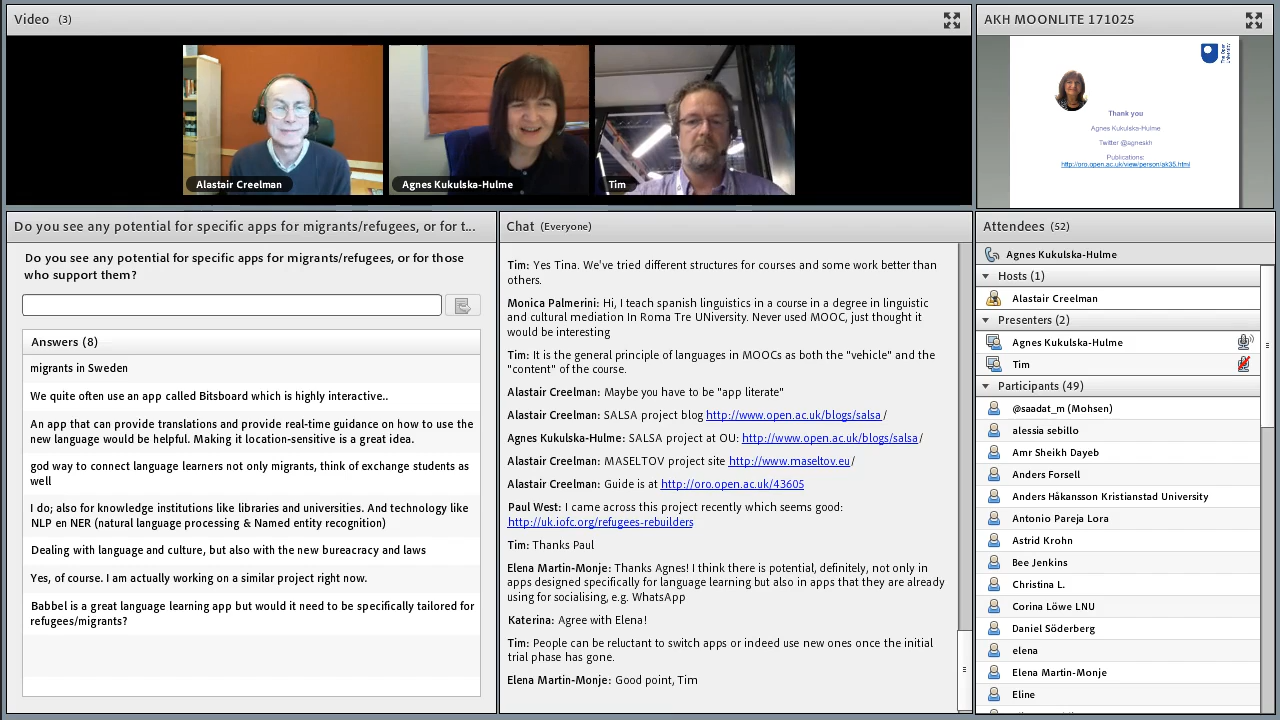 Video (3)
Alastair Creelman
Agnes Kukulska-Hulme
Tim
AKH MOONLITE 171025
The Open
University
Thank you
Agnes Kukulska-Hulme
Twitter @agneskh
Publications:
http://oro.open.ac.uk/view/person/ak35.html
Do you see any potential for specific apps for migrants/refugees, or for t...
Do you see any potential for specific apps for migrants/refugees, or for those
who support them?
Answers (8)
migrants in Sweden
We quite often use an app called Bitsboard which is highly interactive..
An app that can provide translations and provide real-time guidance on how to use the
new language would be helpful. Making it location-sensitive is a great idea.
god way to connect language learners not only migrants, think of exchange students as
well
I do; also for knowledge institutions like libraries and universities. And technology like
NLP en NER (natural language processing & Named entity recognition)
Dealing with language and culture, but also with the new bureacracy and laws
Yes, of course. I am actually working on a similar project right now.
Babbel is a great language learning app but would it need to be specifically tailored for
refugees/migrants?
Chat (Everyone)
Tim: Yes Tina. We've tried different structures for courses and some work better than
others.
Monica Palmerini: Hi, I teach spanish linguistics in a course in a degree in linguistic
and cultural mediation In Roma Tre UNiversity. Never used MOOC, just thought it
would be interesting
Tim: It is the general principle of languages in MOOCs as both the "vehicle" and the
"content" of the course.
Alastair Creelman: Maybe you have to be "app literate"
Alastair Creelman: SALSA project blog http://www.open.ac.uk/blogs/salsa /
Agnes Kukulska-Hulme: SALSA project at OU: http://www.open.ac.uk/blogs/salsa/
Alastair Creelman: MASELTOV project site http://www.maseltov.eu/
Alastair Creelman: Guide is at http://oro.open.ac.uk/43605
Paul West: I came across this project recently which seems good:
http://uk.iofc.org/refugees-rebuilders
Tim: Thanks Paul
Elena Martin-Monje: Thanks Agnes! I think there is potential, definitely, not only in
apps designed specifically for language learning but also in apps that they are already
using for socialising, e.g. WhatsApp
Katerina: Agree with Elena!
Tim: People can be reluctant to switch apps or indeed use new ones once the initial
trial phase has gone.
Elena Martin-Monje: Good point, Tim
Attendees (52)
Agnes Kukulska-Hulme
Hosts (1)
Alastair Creelman
Presenters (2)
Agnes Kukulska-Hulme
Tim
Participants (49)
@saadat_m (Mohsen)
alessia sebillo
Amr Sheikh Dayeb
Anders Forsell
Anders Håkansson Kristianstad University
Antonio Pareja Lora
Astrid Krohn
Bee Jenkins
Christina L.
Corina Löwe LNU
Daniel Söderberg
elena
Elena Martin-Monje
Eline